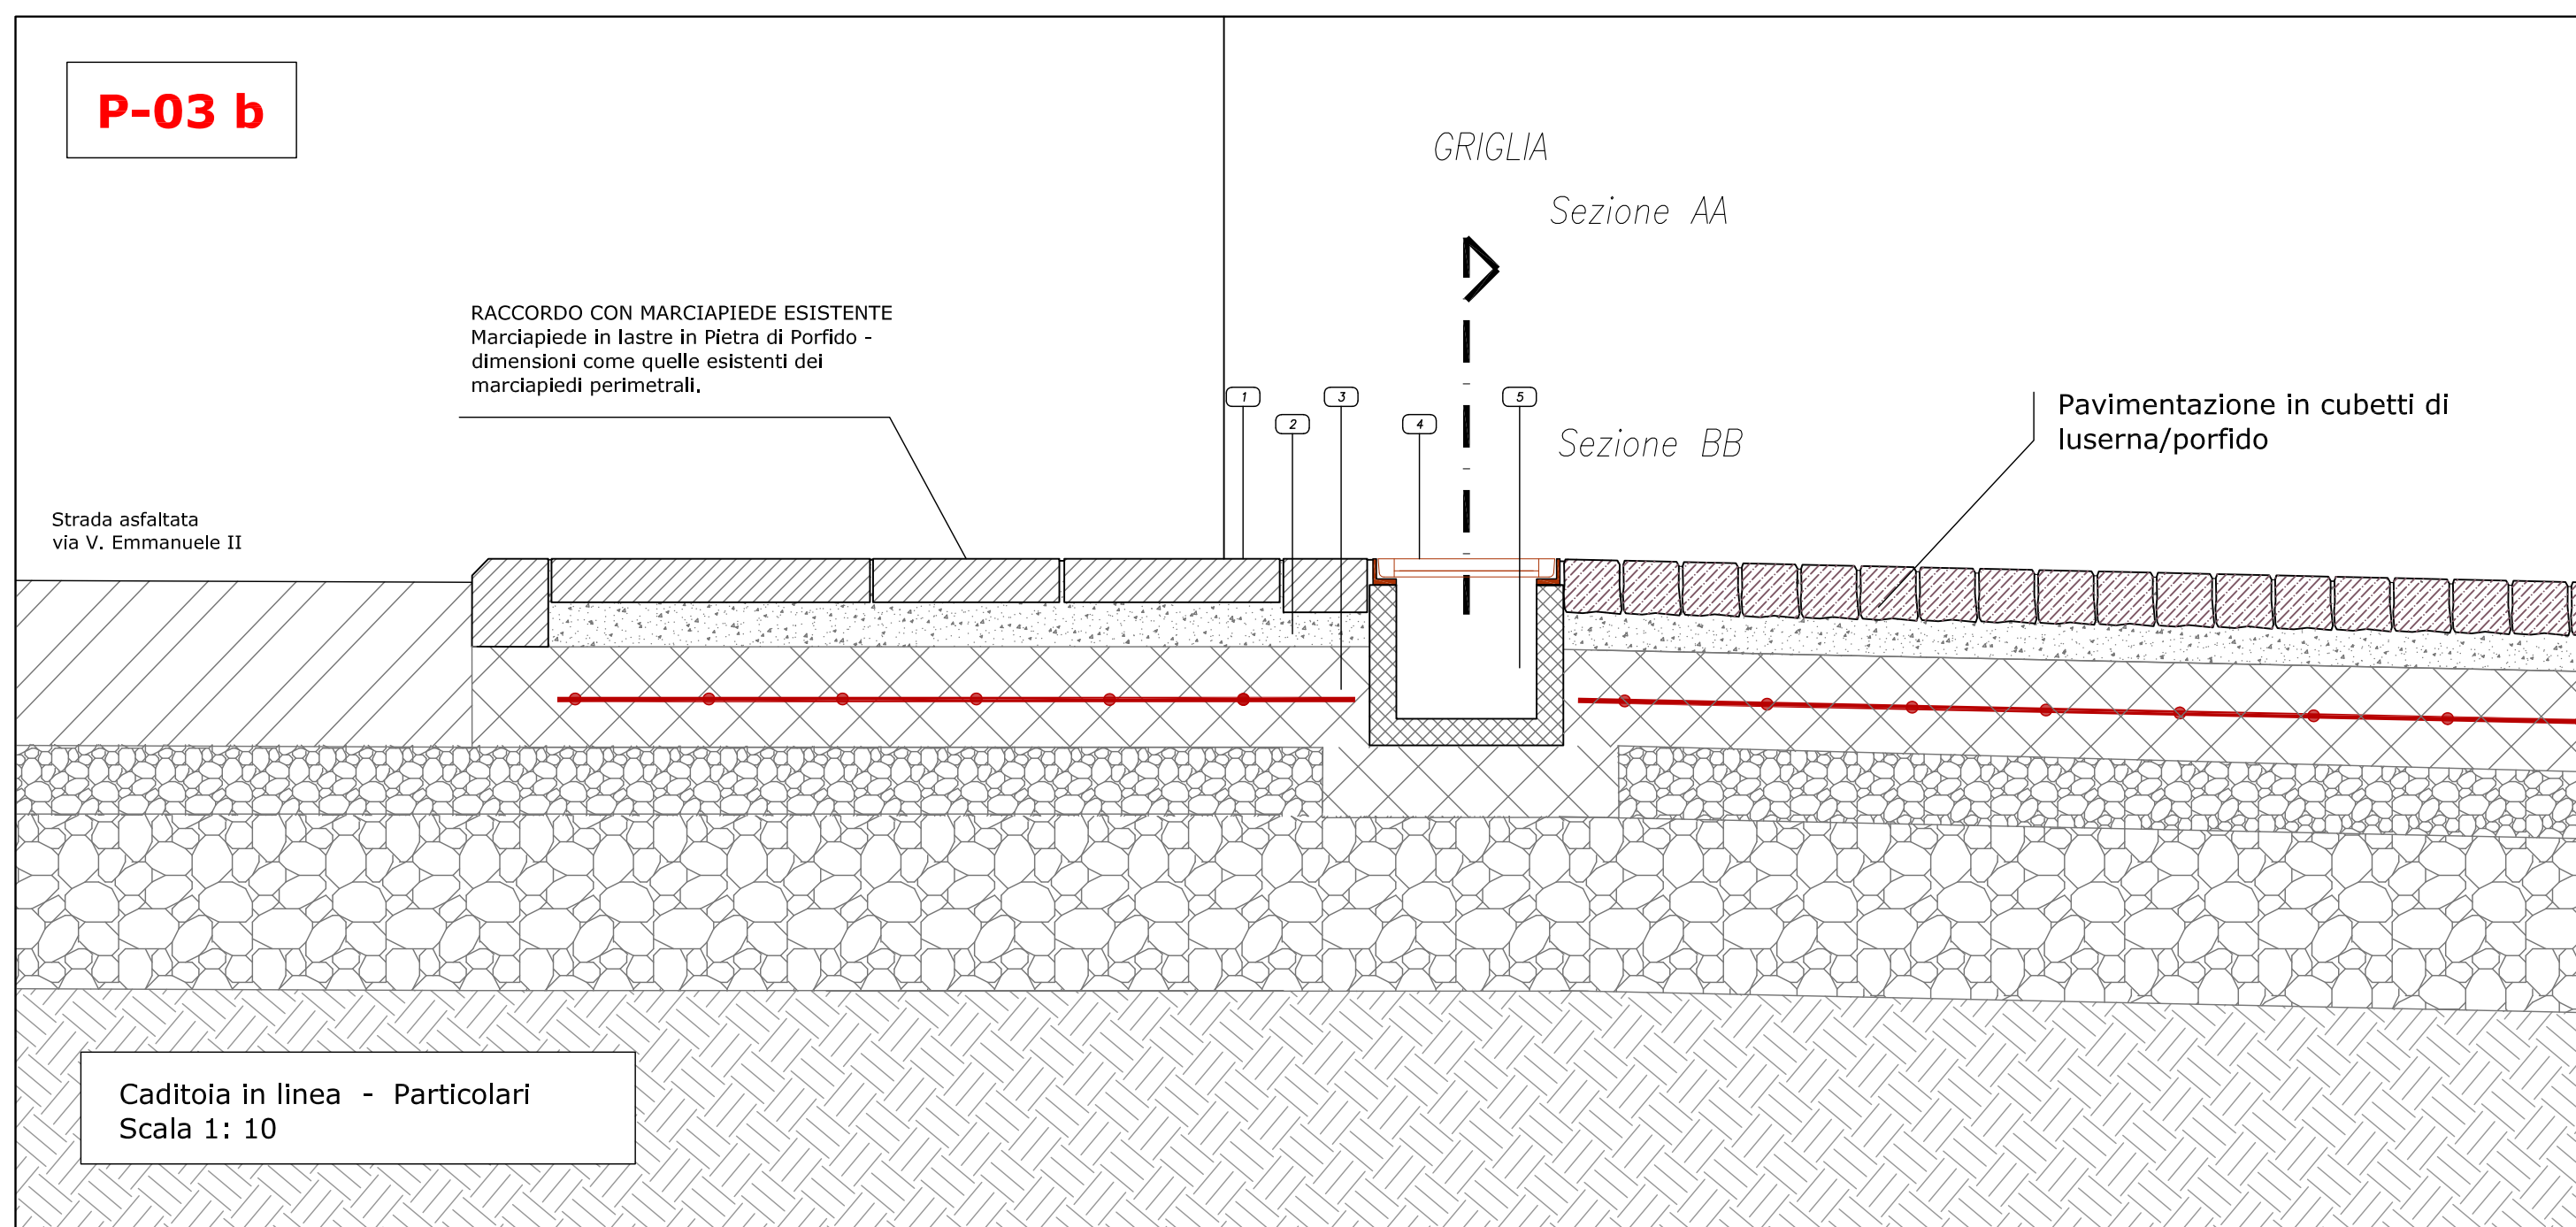 P-03 b
GRIGLIA
Sezione AA
RACCORDO CON MARCIAPIEDE ESISTENTE
Marciapiede in lastre in Pietra di Porfido -
dimensioni come quelle esistenti dei
marciapiedi perimetrali.
1
3
5
2
4
Sezione BB
Pavimentazione in cubetti di
luserna/porfido
Strada asfaltata
via V. Emmanuele II
Caditoia in linea - Particolari
Scala 1: 10